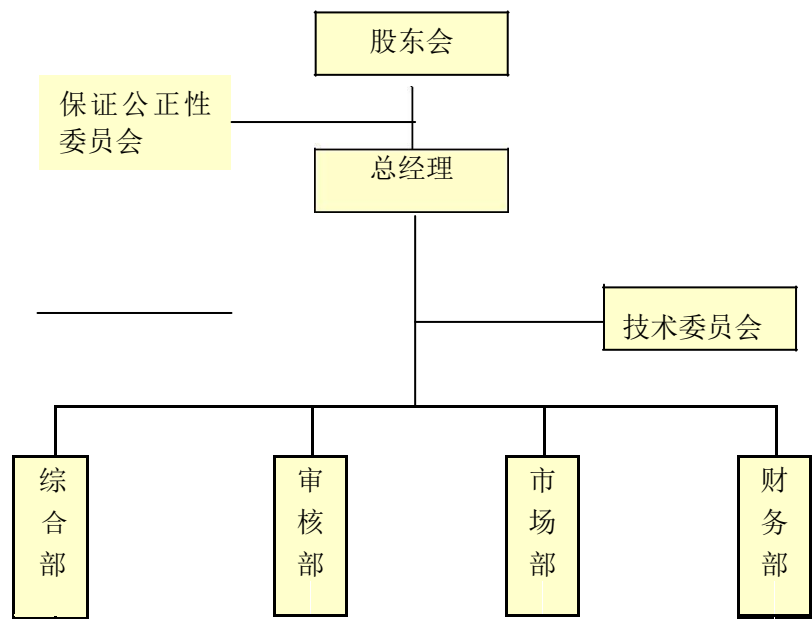 股东会
保证公正性
委员会
总经理
技术委员会
综合部
审核部
市场部
财务部